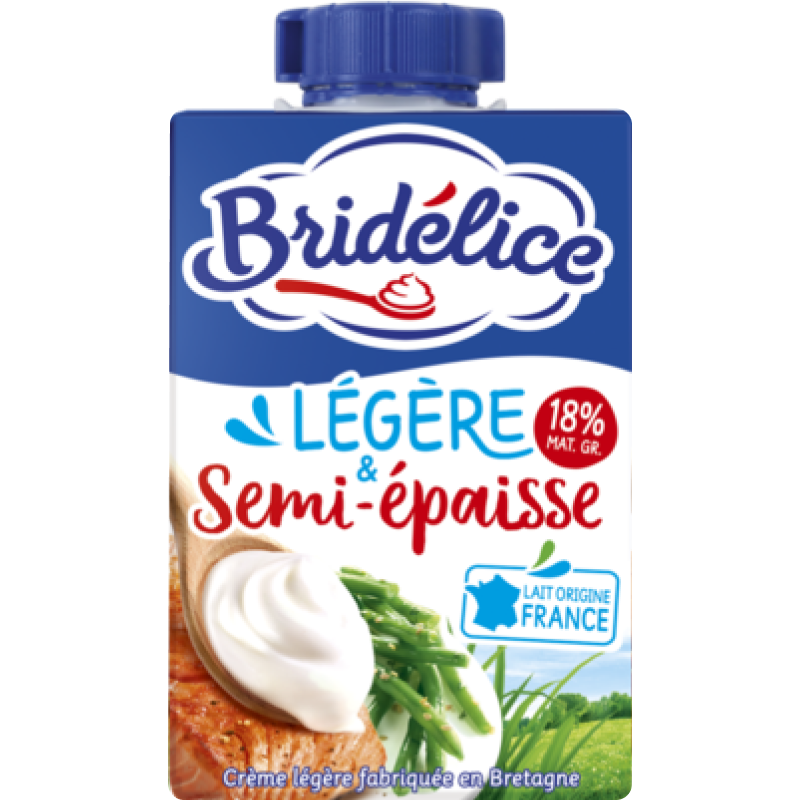 Bridélice
LÉGÈRE
18%
MAT. GR.
&
Semi-épaisse
LAIT ORIGINE
FRANCE
Crème légère fabriquée en Bretagne